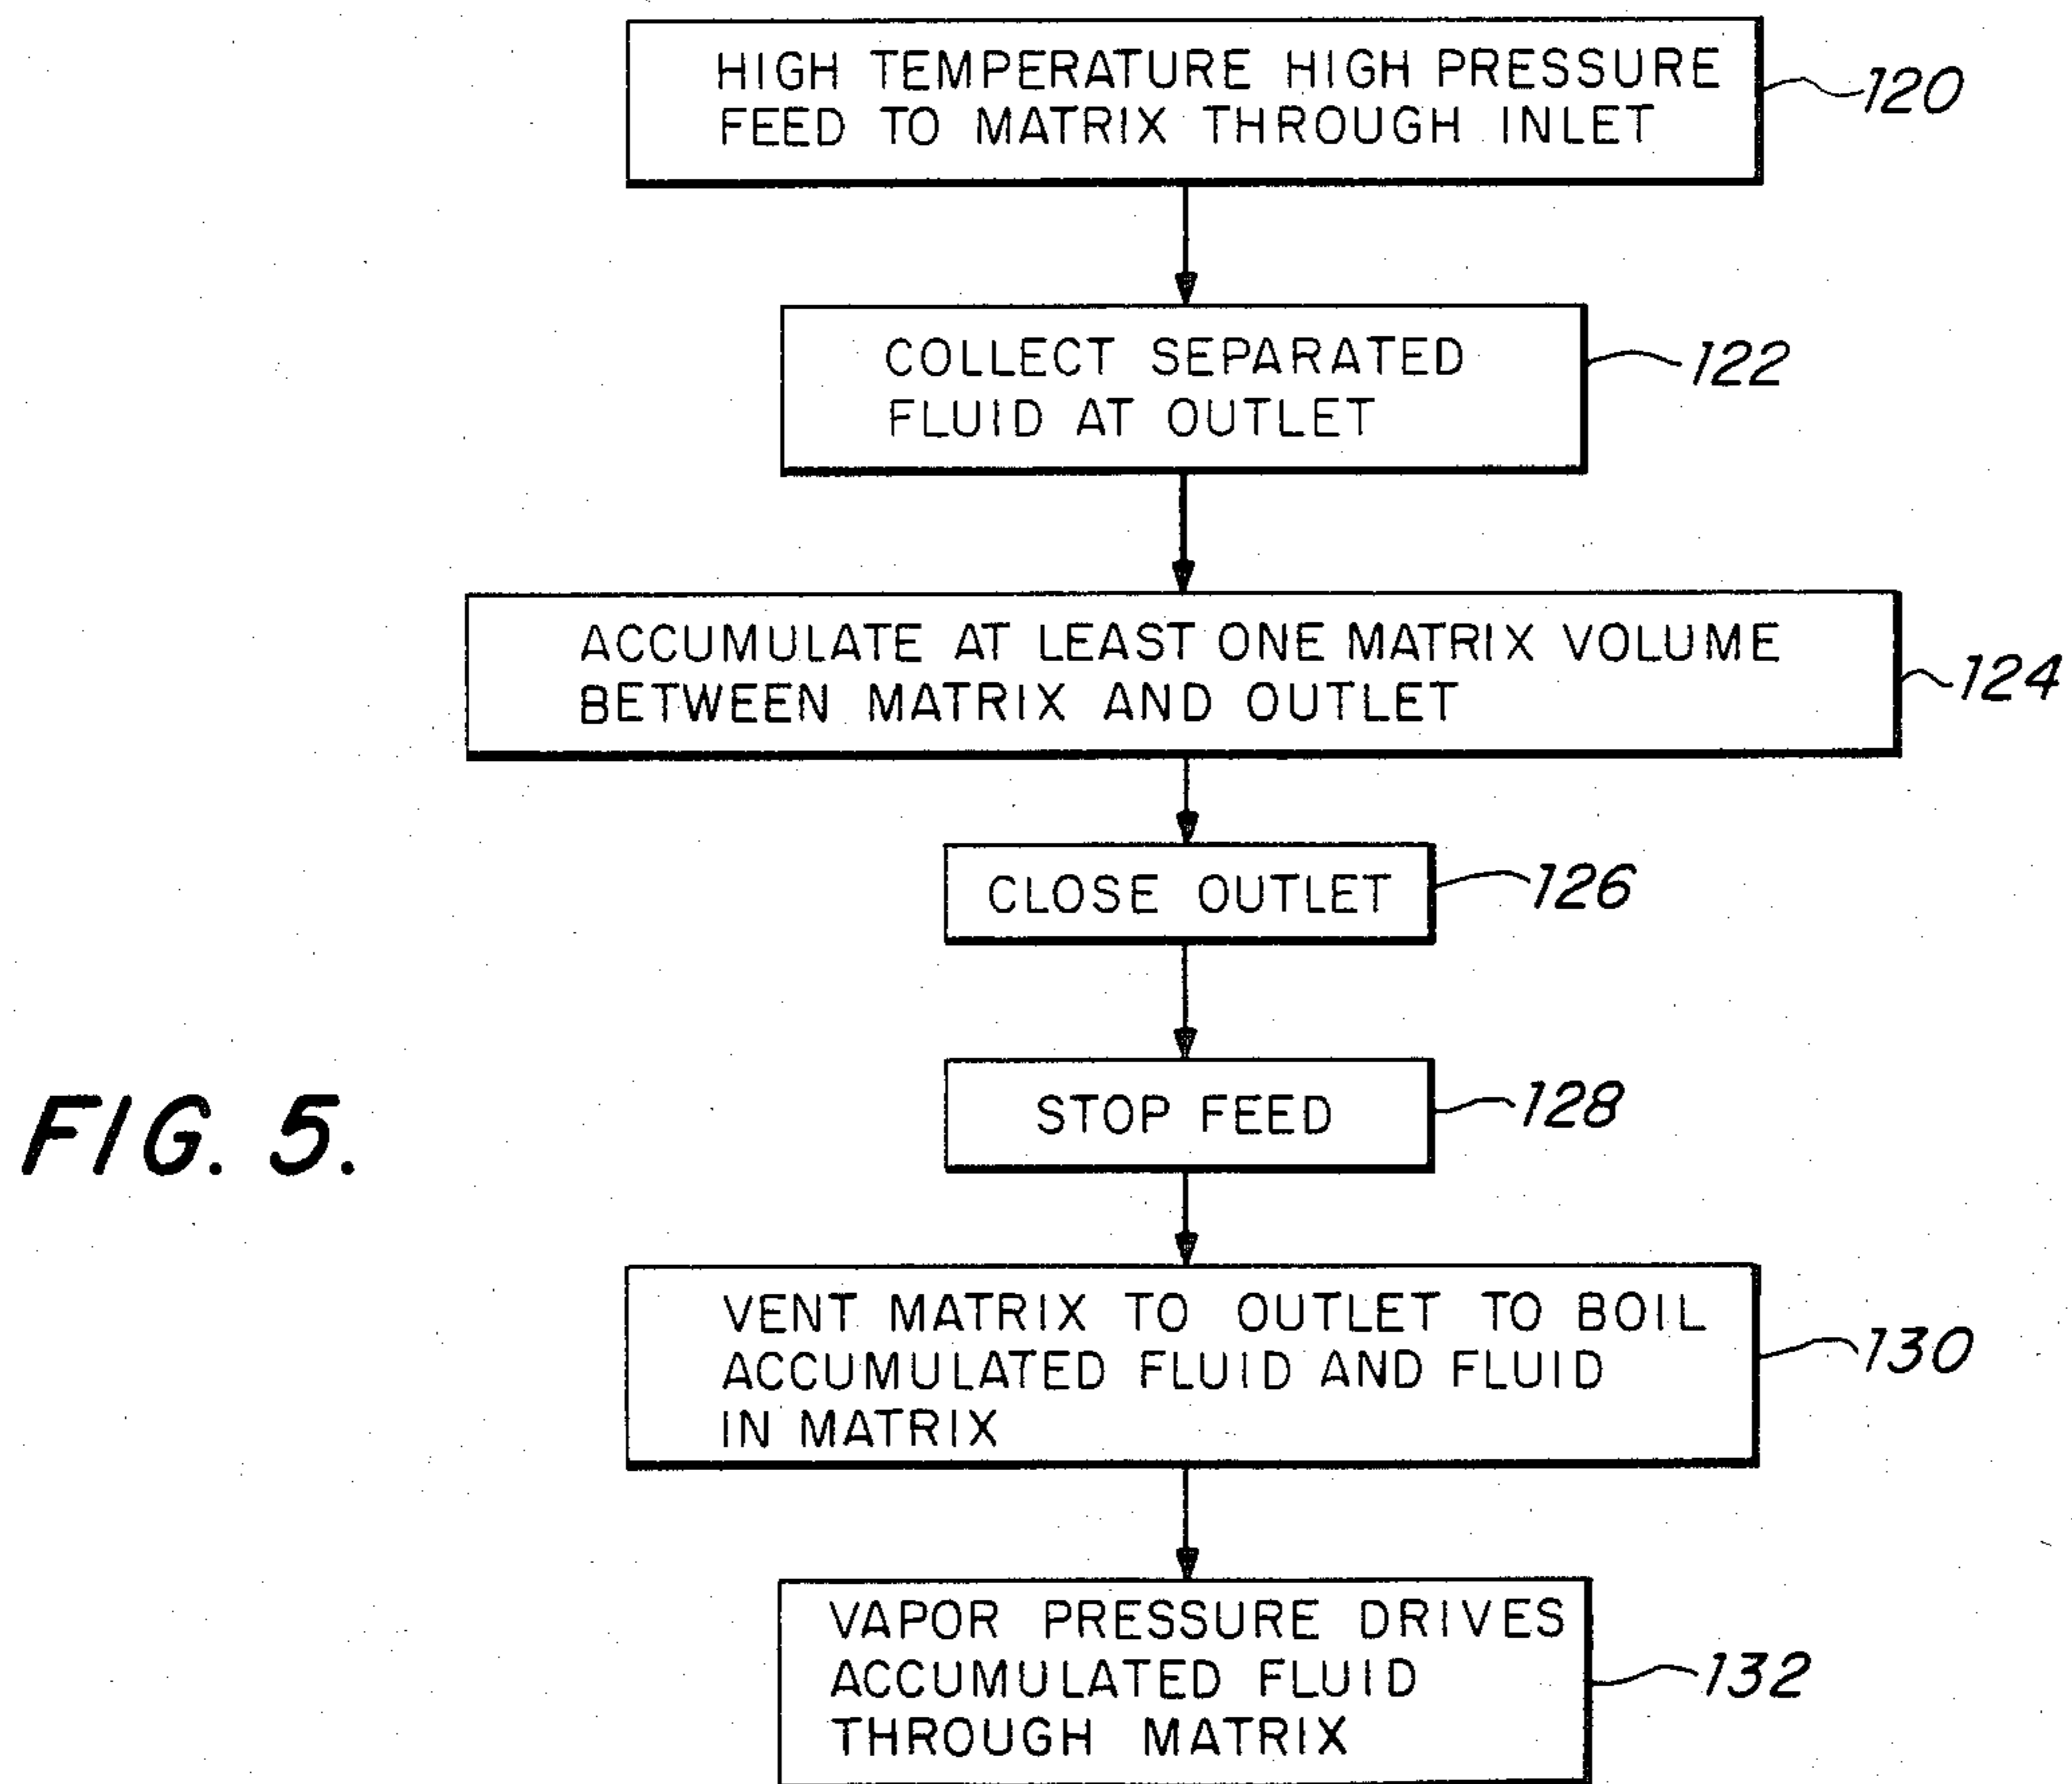 HIGH TEMPERATURE HIGH PRESSURE
FEED TO MATRIX THROUGH INLET
120
COLLECT SEPARATED
FLUID AT OUTLET
122
ACCUMULATE AT LEAST ONE MATRIX VOLUME
BETWEEN MATRIX AND OUTLET
124
CLOSE OUTLET
126
STOP FEED
128
FIG. 5.
VENT MATRIX TO OUTLET TO BOIL
ACCUMULATED FLUID AND FLUID
IN MATRIX
130
VAPOR PRESSURE DRIVES
ACCUMULATED FLUID
THROUGH MATRIX
132